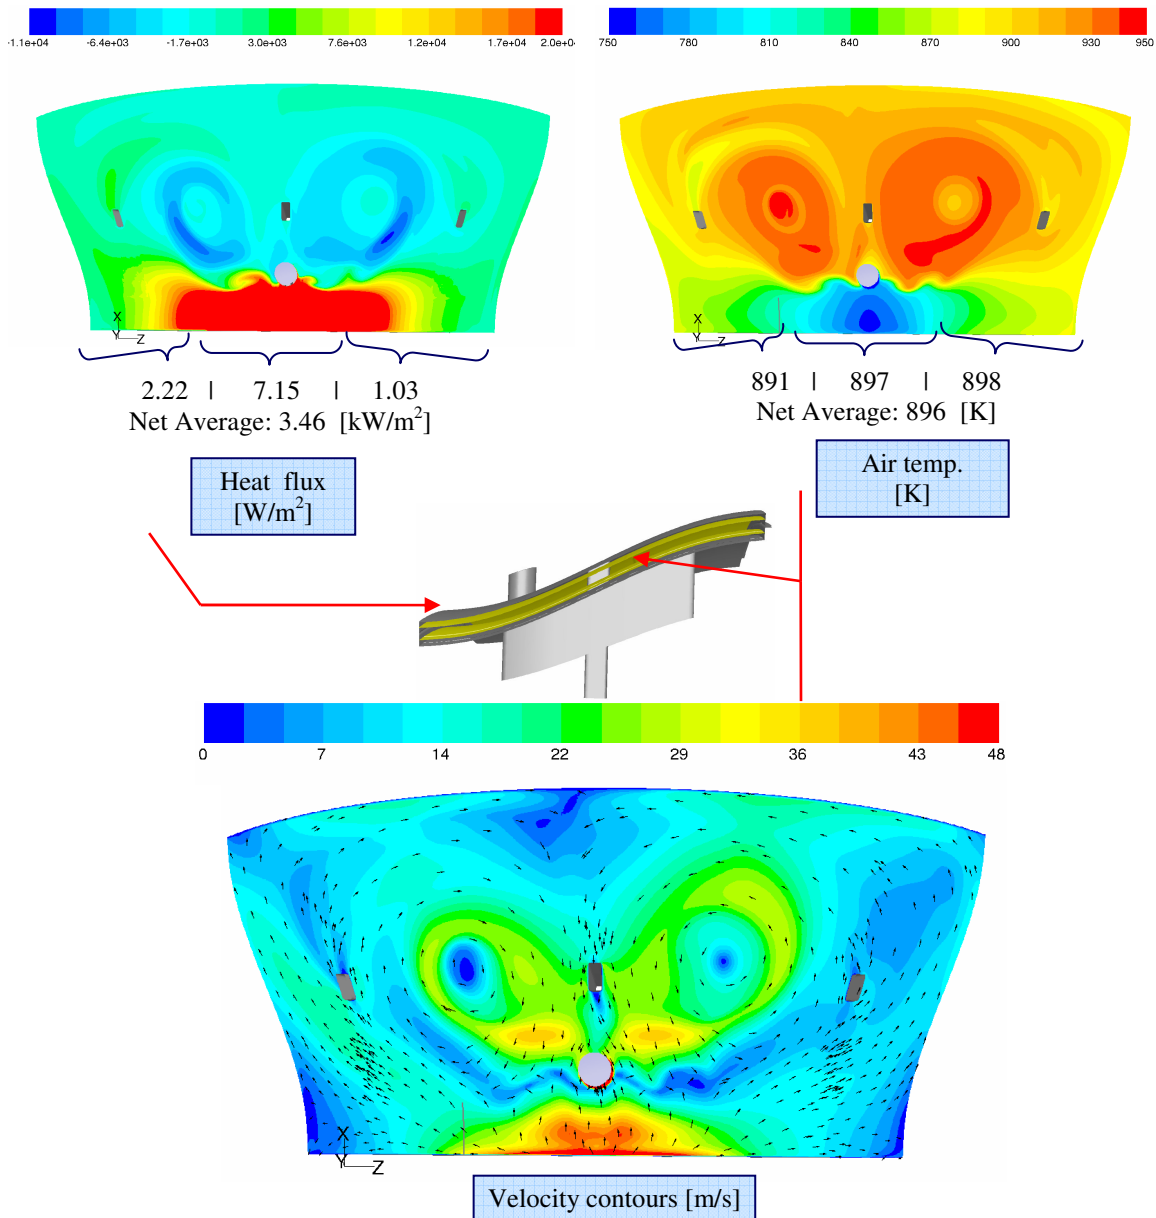 -1.1e+04 -6.4e+03 -1.7e+03 3.0e+03 7.6e+03 1.2e+04 1.7e+04 2.0e+0
750 780 810 840 870 900 930 950
X
Y Z
X
Y Z
2.22 | 7.15 | 1.03
Net Average: 3.46 [kW/m²]
891 | 897 | 898
Net Average: 896 [K]
Heat flux
[W/m²]
Air temp.
[K]
0 7 14 22 29 36 43 48
X
Y Z
Velocity contours [m/s]